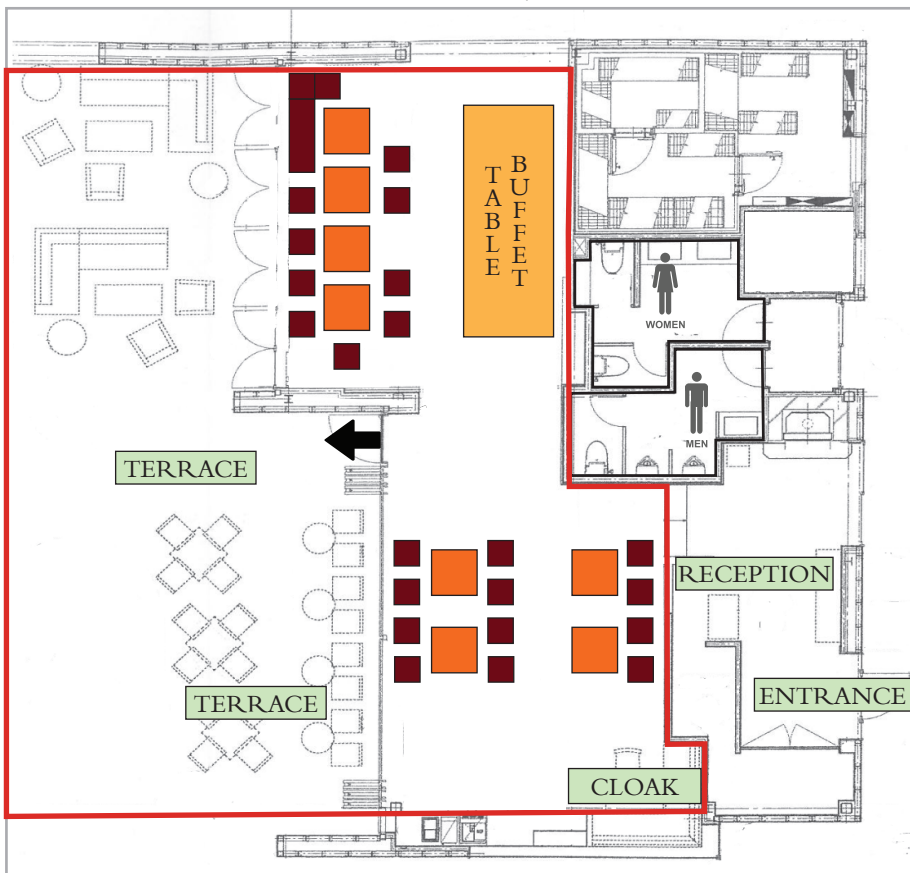 TABLE
BUFFET
WOMEN
MEN
TERRACE
RECEPTION
TERRACE
ENTRANCE
CLOAK